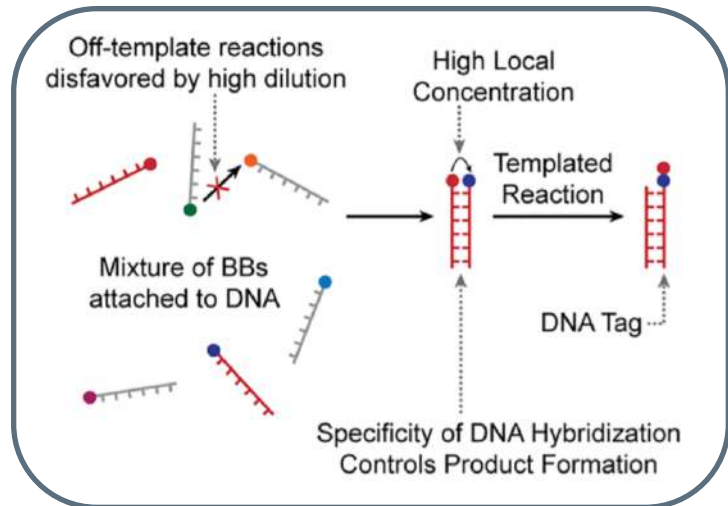 Off-template reactions
disfavored by high dilution
High Local
Concentration
Templated
Reaction
Mixture of BBs
attached to DNA
DNA Tag
Specificity of DNA Hybridization
Controls Product Formation